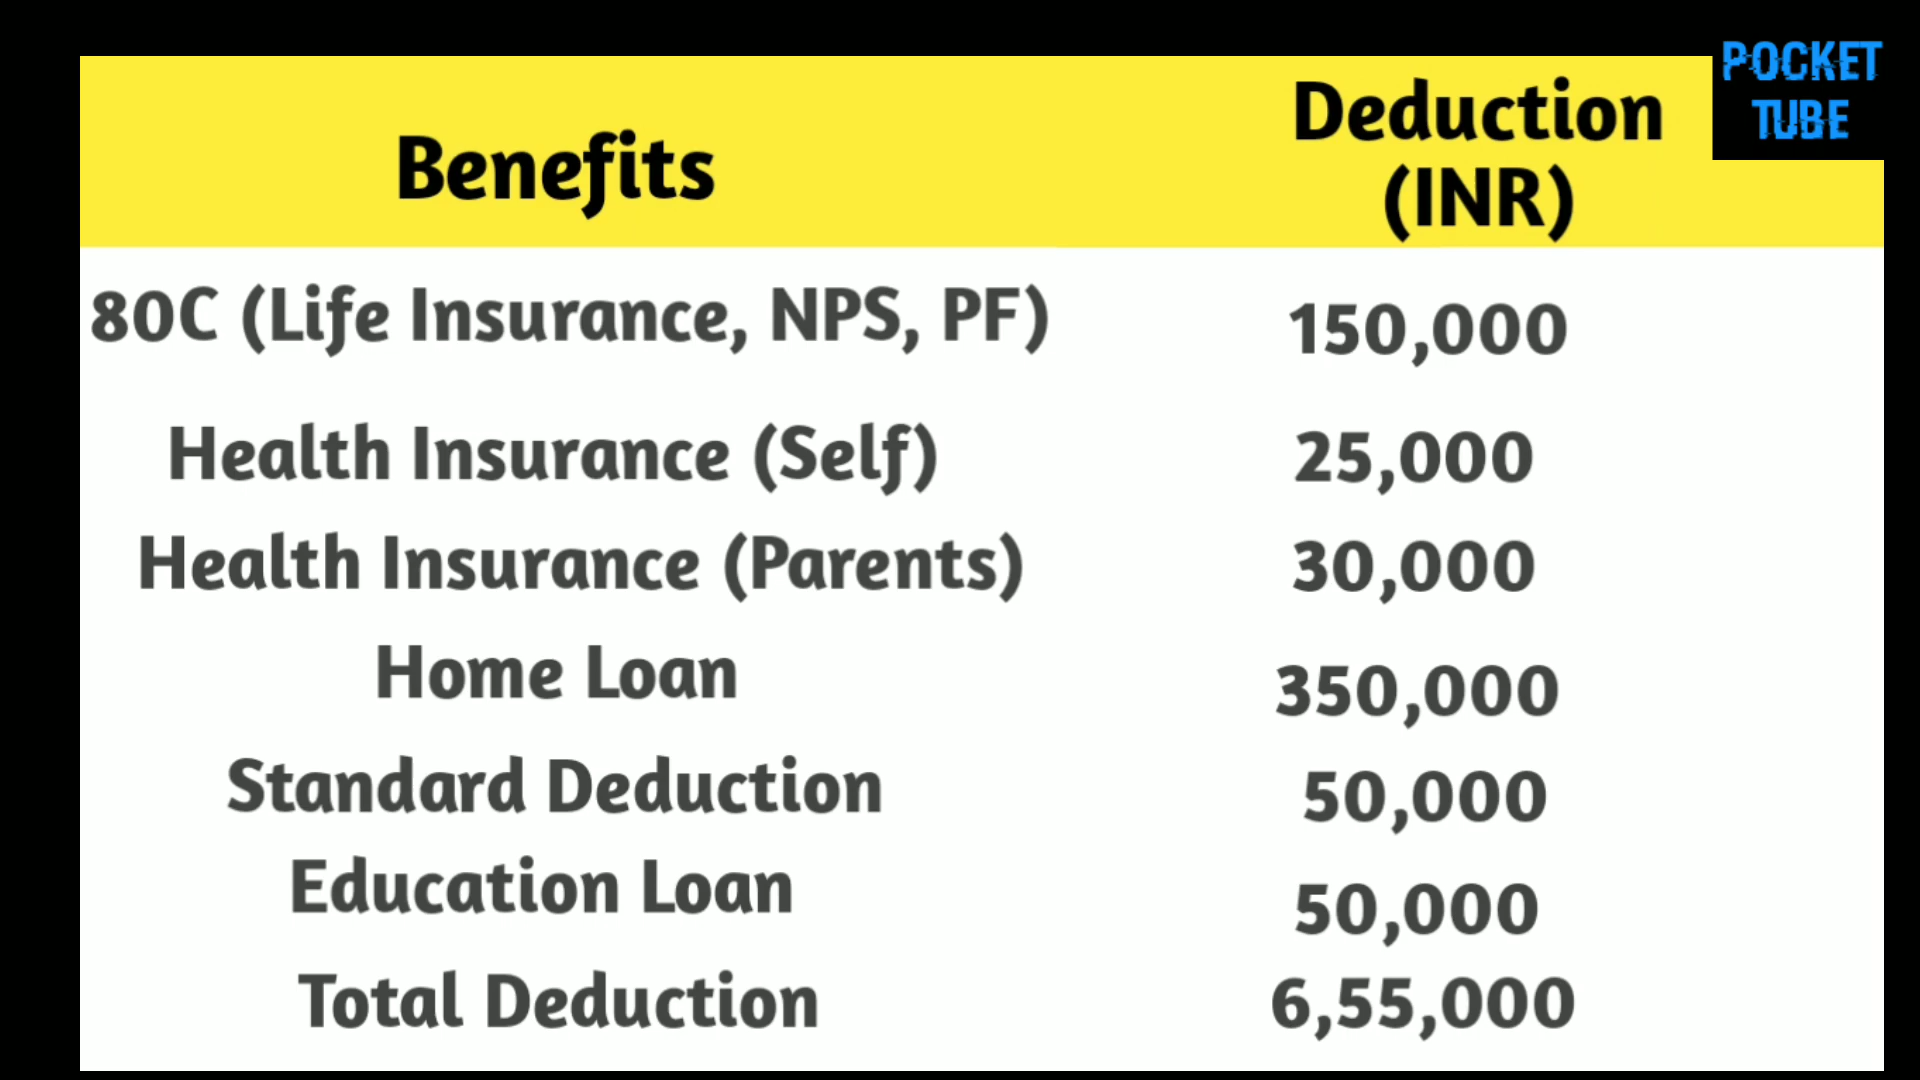 POCKET
TUBE
Benefits
Deduction
(INR)
80C (Life Insurance, NPS, PF) 150,000
Health Insurance (Self) 25,000
Health Insurance (Parents) 30,000
Home Loan 350,000
Standard Deduction 50,000
Education Loan 50,000
Total Deduction 6,55,000